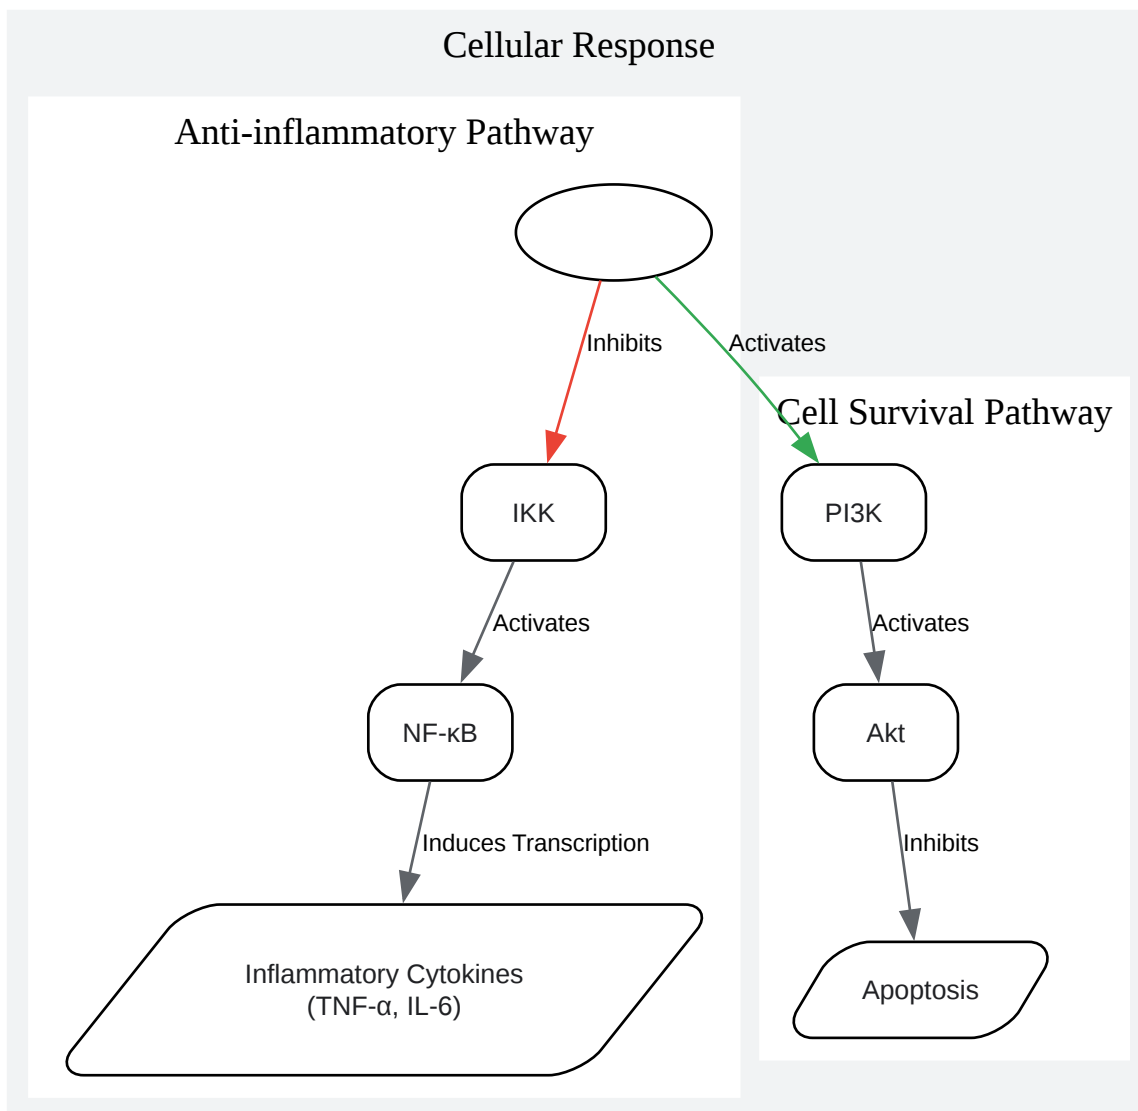 Cellular Response
Anti-inflammatory Pathway
Inhibits
Activates
Cell Survival Pathway
IKK
PI3K
Activates
Activates
NF-κB
Akt
Induces Transcription
Inhibits
Inflammatory Cytokines
(TNF-α, IL-6)
Apoptosis